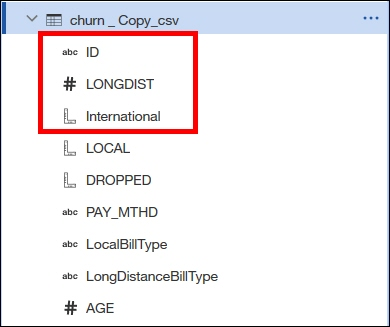 churn _ Copy_csv
abc ID
# LONGDIST
International
LOCAL
DROPPED
abc PAY_MTHD
abc LocalBillType
abc LongDistanceBillType
# AGE